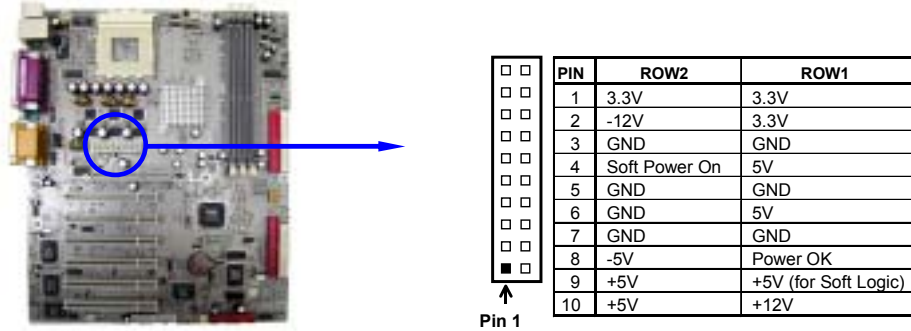 PIN ROW2 ROW1
1 3.3V 3.3V
2 -12V 3.3V
3 GND GND
4 Soft Power On 5V
5 GND GND
6 GND 5V
7 GND GND
8 -5V Power OK
9 +5V +5V (for Soft Logic)
10 +5V +12V
Pin 1